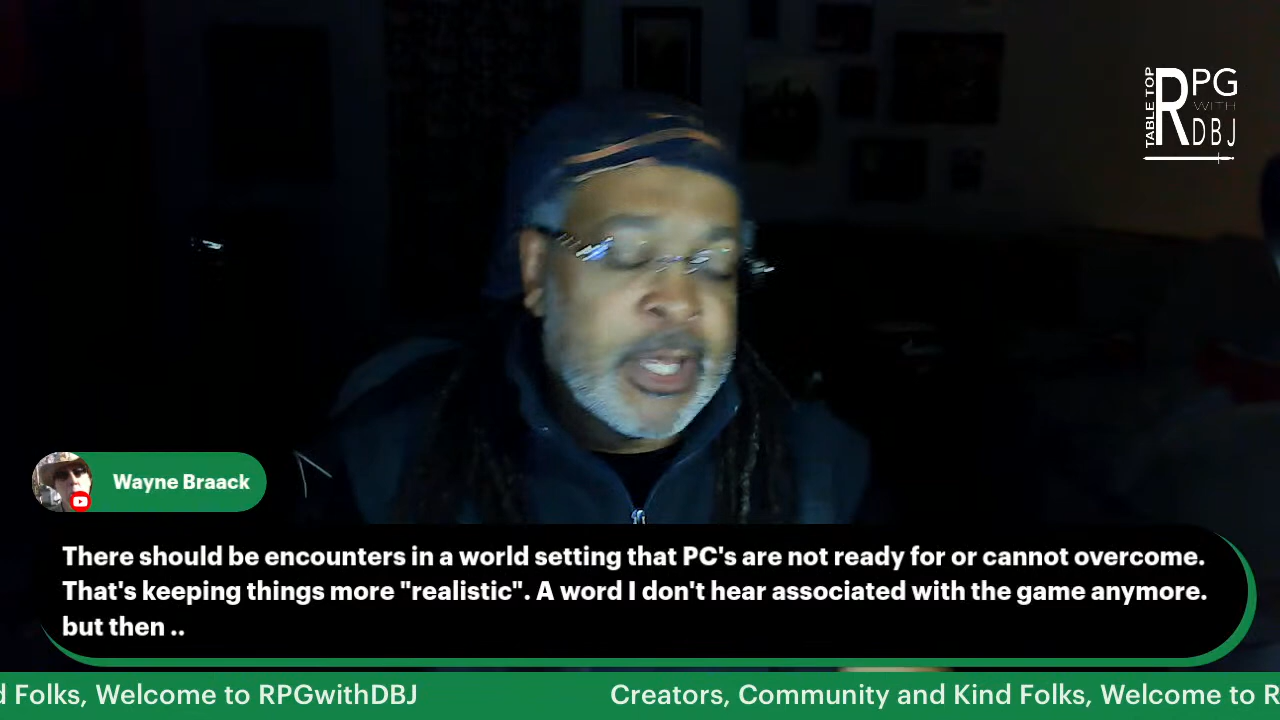 TABLE TOP
RPG
WITH
DBJ
Wayne Braack
There should be encounters in a world setting that PC's are not ready for or cannot overcome.
That's keeping things more "realistic". A word I don't hear associated with the game anymore.
but then ..
d Folks, Welcome to RPGwithDBJ
Creators, Community and Kind Folks, Welcome to R